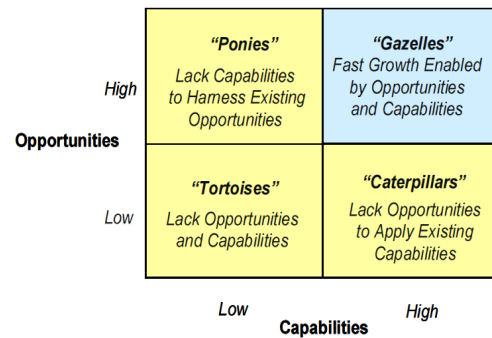 “Ponies”
Lack Capabilities
to Harness Existing
Opportunities
“Gazelles”
Fast Growth Enabled
by Opportunities
and Capabilities
High
Opportunities
“Tortoises”
Lack Opportunities
and Capabilities
“Caterpillars”
Lack Opportunities
to Apply Existing
Capabilities
Low
Low
High
Capabilities